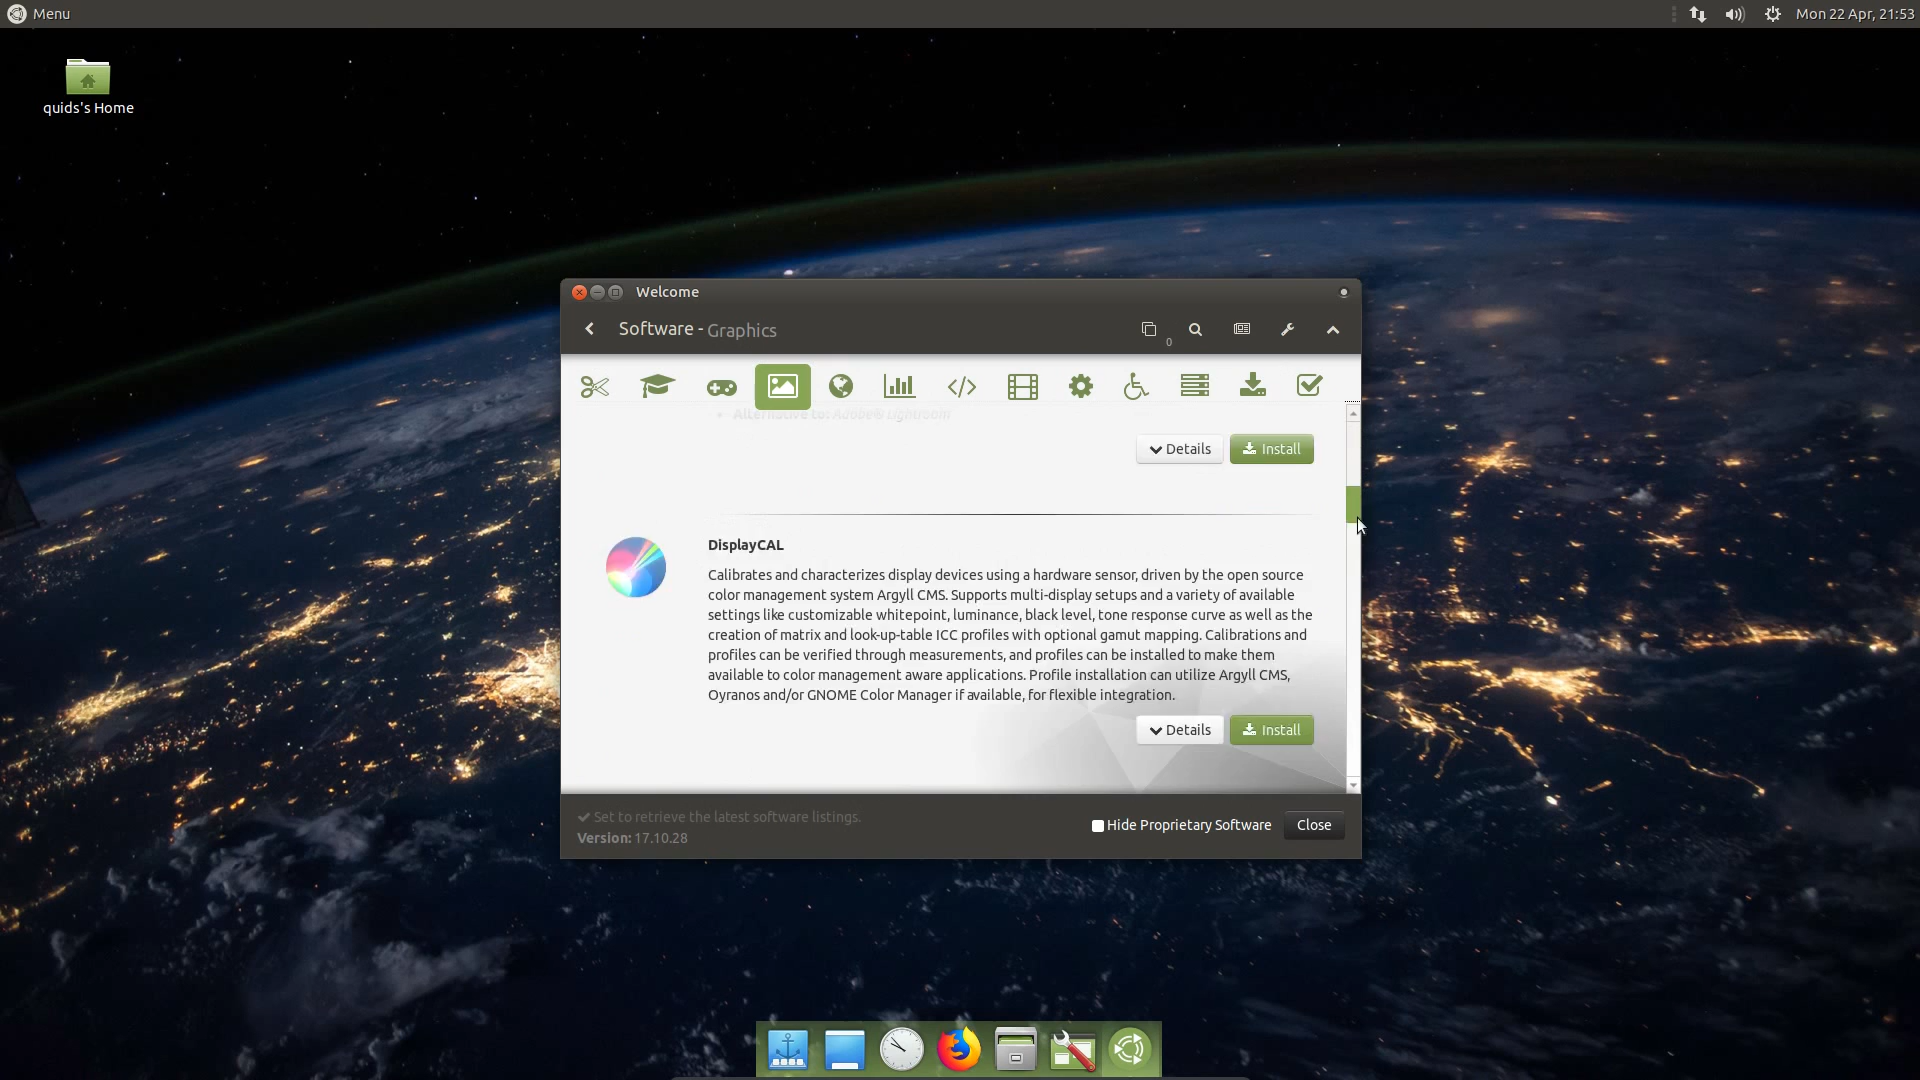 Menu
Mon 22 Apr, 21:53
quids's Home
Welcome
Software - Graphics
0
Alternative to: Adobe® Lightroom
Details
Install
DisplayCAL
Calibrates and characterizes display devices using a hardware sensor, driven by the open source
color management system Argyll CMS. Supports multi-display setups and a variety of available
settings like customizable whitepoint, luminance, black level, tone response curve as well as the
creation of matrix and look-up-table ICC profiles with optional gamut mapping. Calibrations and
profiles can be verified through measurements, and profiles can be installed to make them
available to color management aware applications. Profile installation can utilize Argyll CMS,
Oyranos and/or GNOME Color Manager if available, for flexible integration.
Details
Install
Set to retrieve the latest software listings.
Version: 17.10.28
Hide Proprietary Software
Close